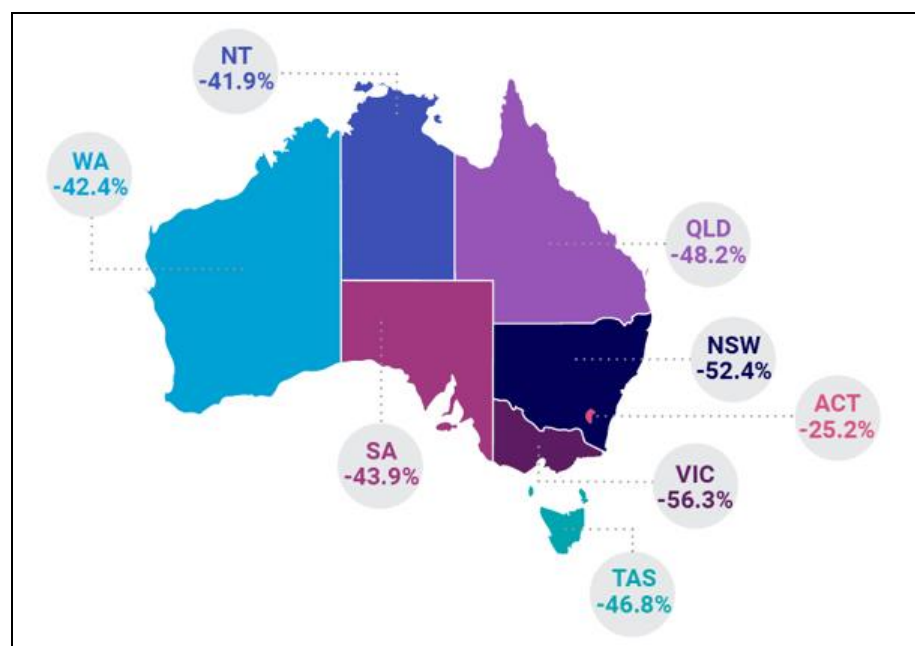 NT
-41.9%
WA
-42.4%
QLD
-48.2%
NSW
-52.4%
ACT
-25.2%
SA
-43.9%
VIC
-56.3%
TAS
-46.8%